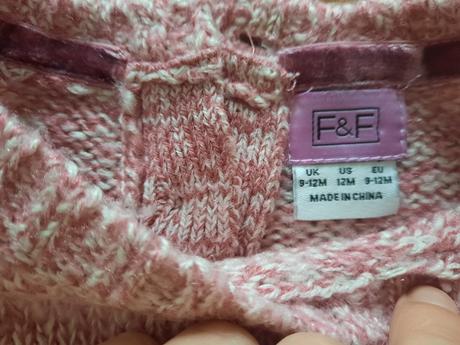 F&F
UK US EU
9-12M 12M 9-12M
MADE IN CHINA